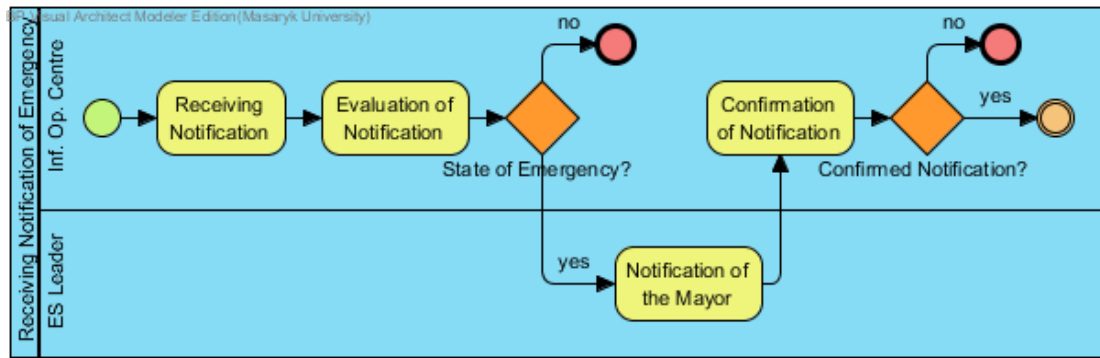 BP Visual Architect Modeler Edition(Masaryk University)
Receiving Notification of Emergency
Inf. Op. Centre
Receiving
Notification
Evaluation of
Notification
State of Emergency?
no
yes
Confirmation
of Notification
Confirmed Notification?
no
yes
ES Leader
Notification of
the Mayor